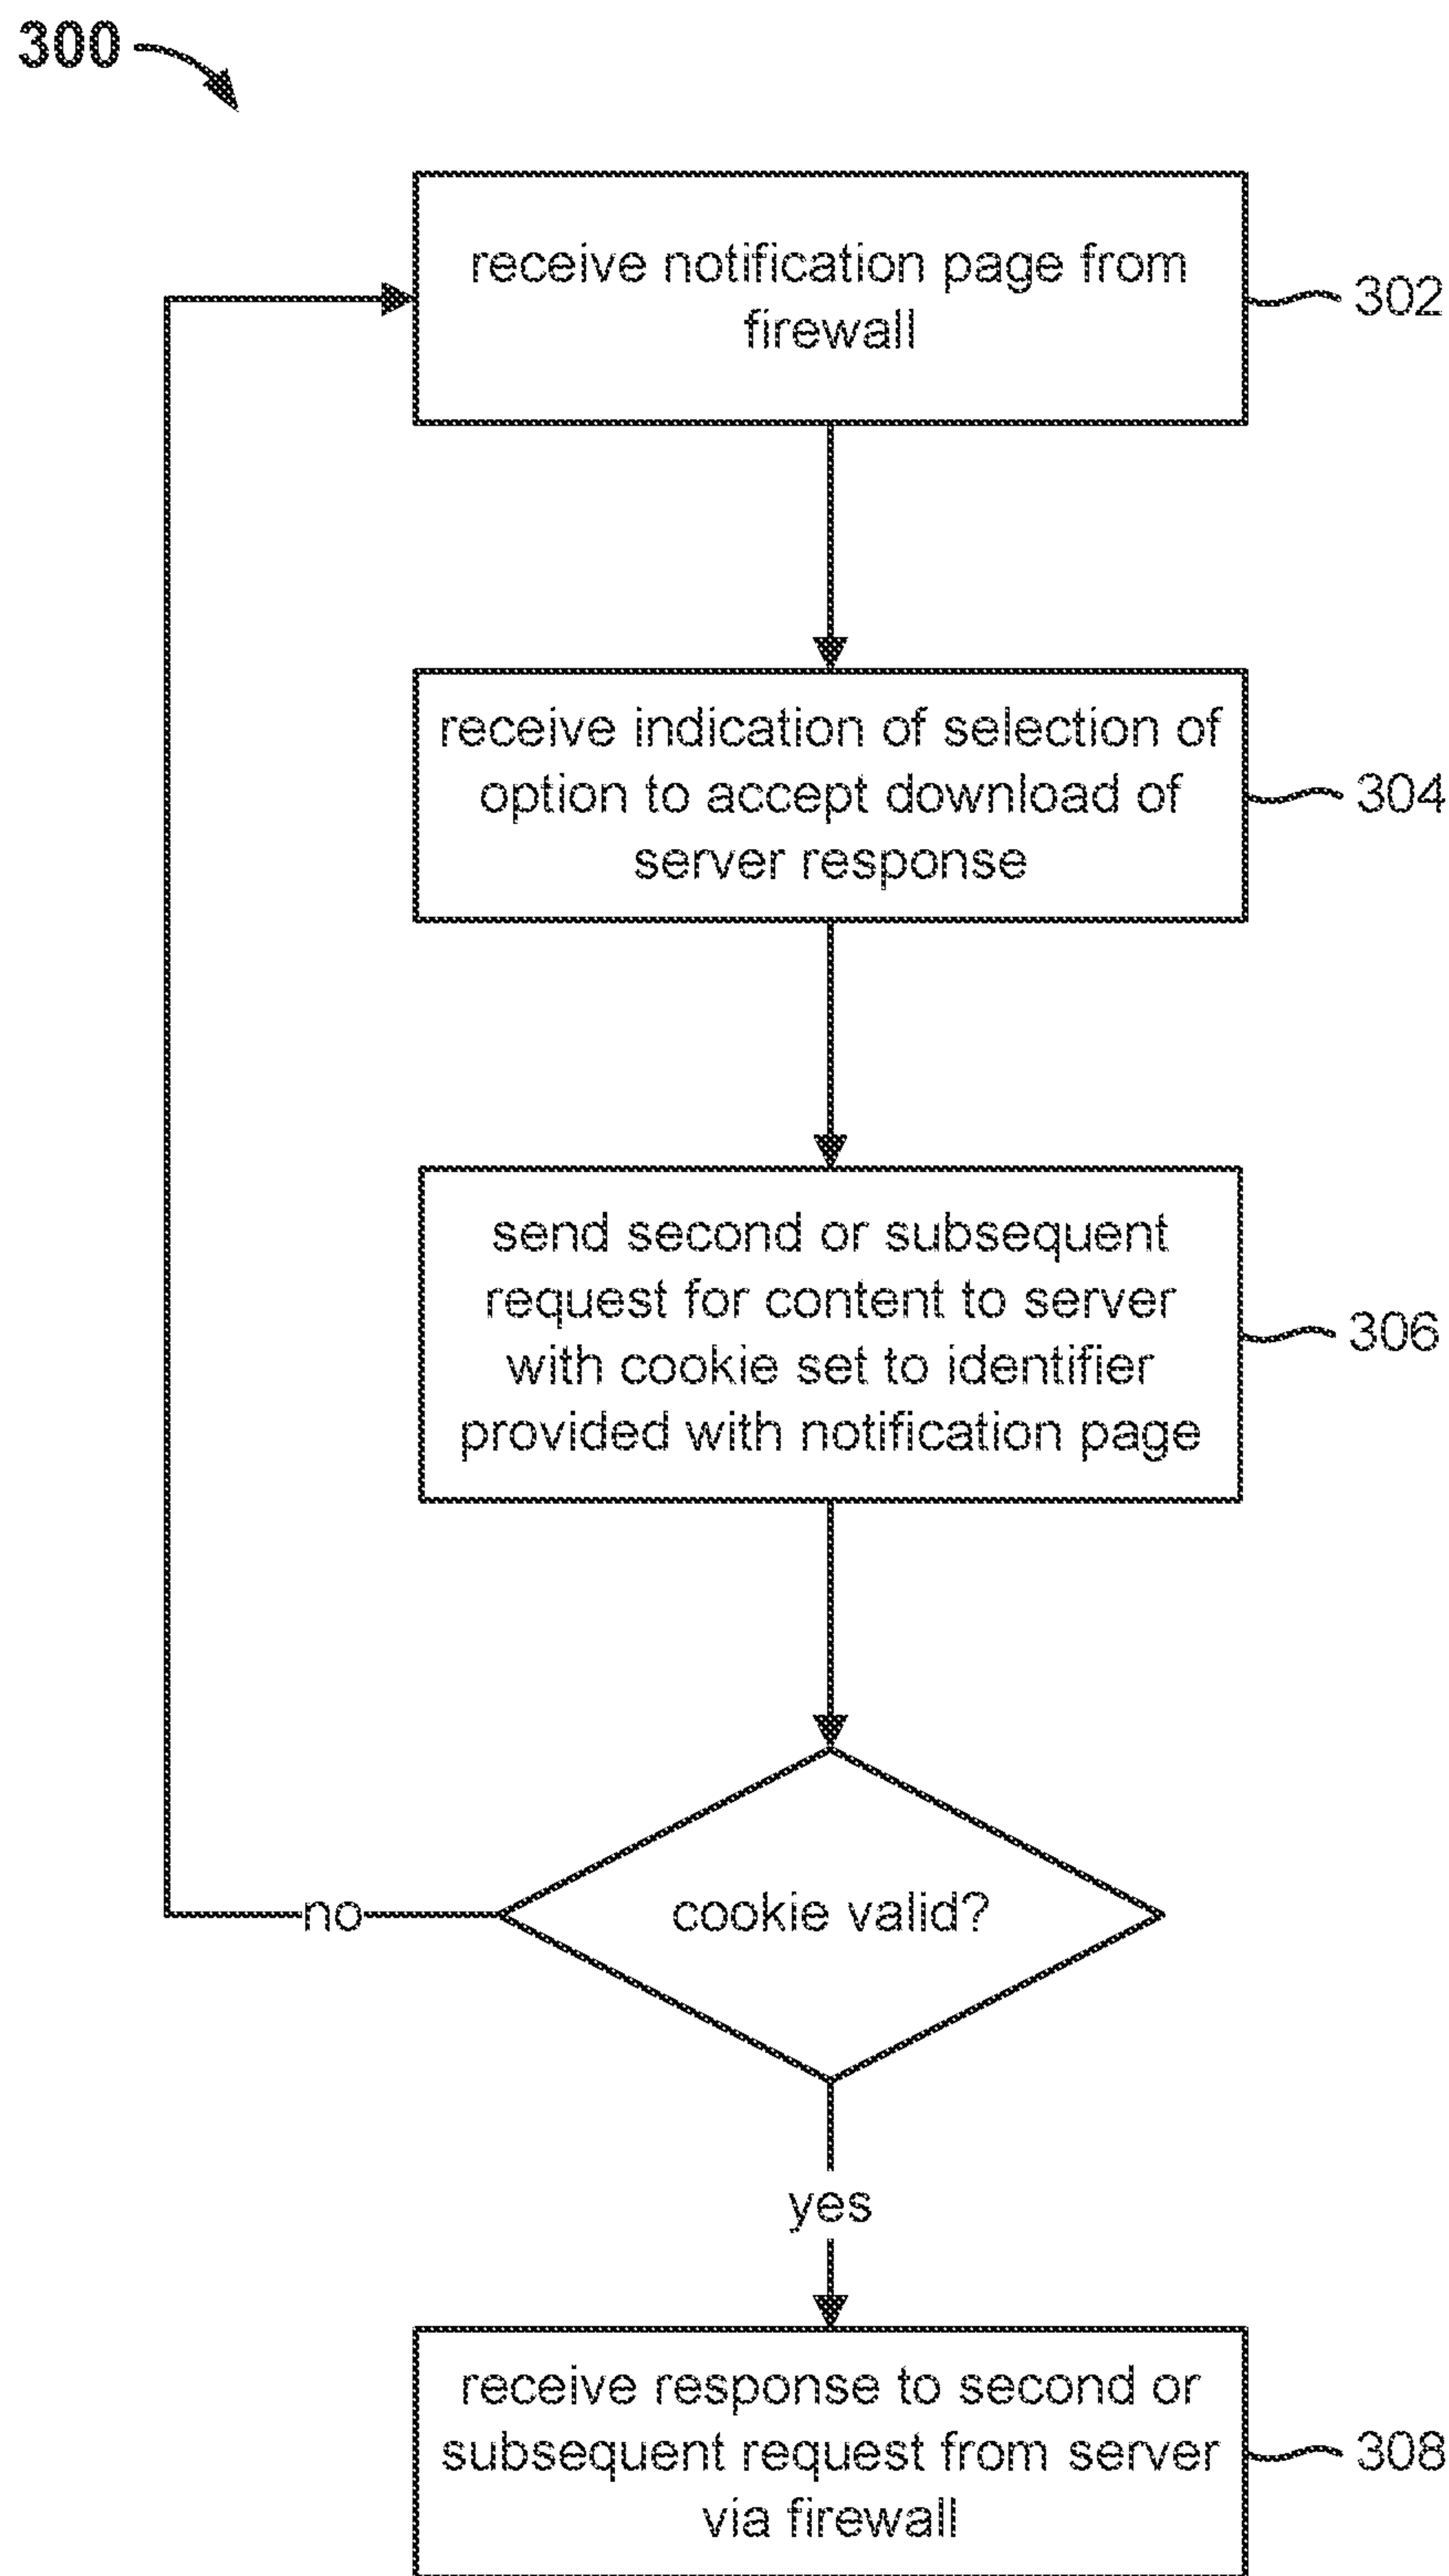 300
receive notification page from
firewall
302
receive indication of selection of
option to accept download of
server response
304
send second or subsequent
request for content to server
with cookie set to identifier
provided with notification page
306
cookie valid?
no
yes
receive response to second or
subsequent request from server
via firewall
308